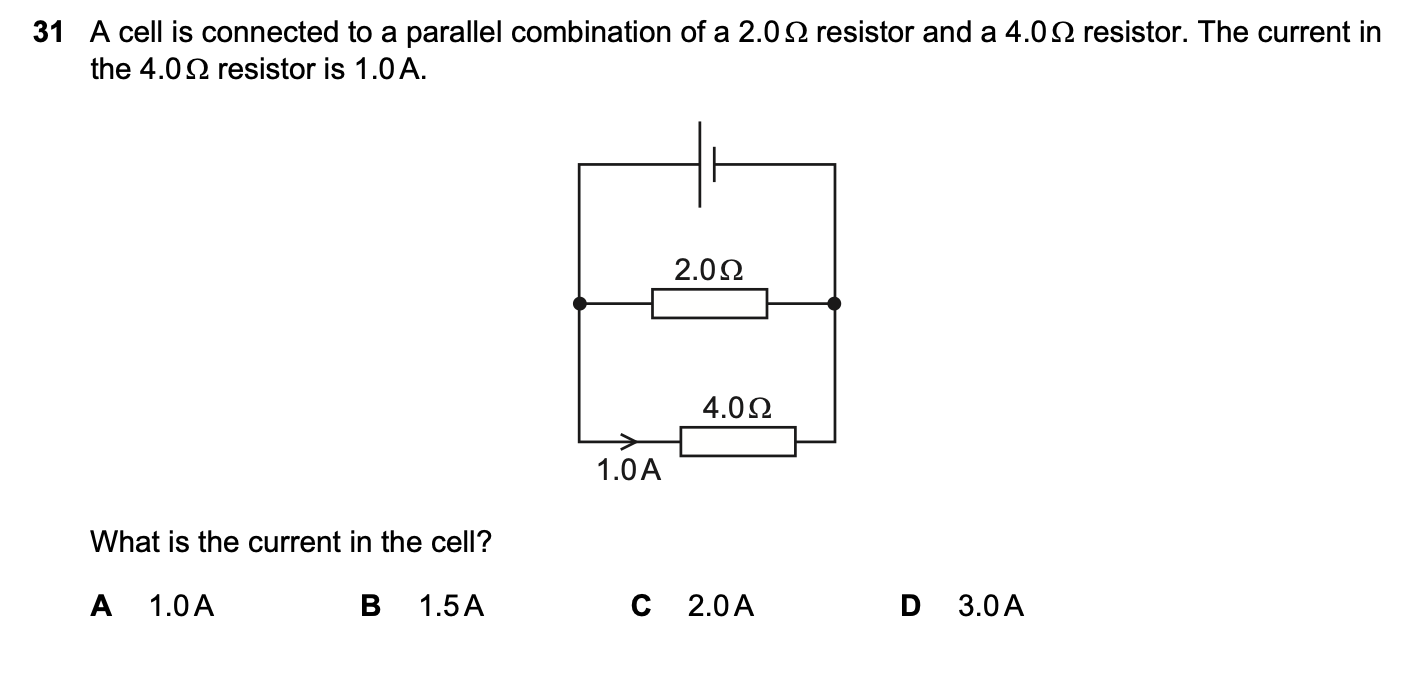 31 A cell is connected to a parallel combination of a 2.0 Ω resistor and a 4.0 Ω resistor. The current in
the 4.0 Ω resistor is 1.0 A.
2.0 Ω
4.0 Ω
1.0 A
What is the current in the cell?
A 1.0 A B 1.5 A C 2.0 A D 3.0 A